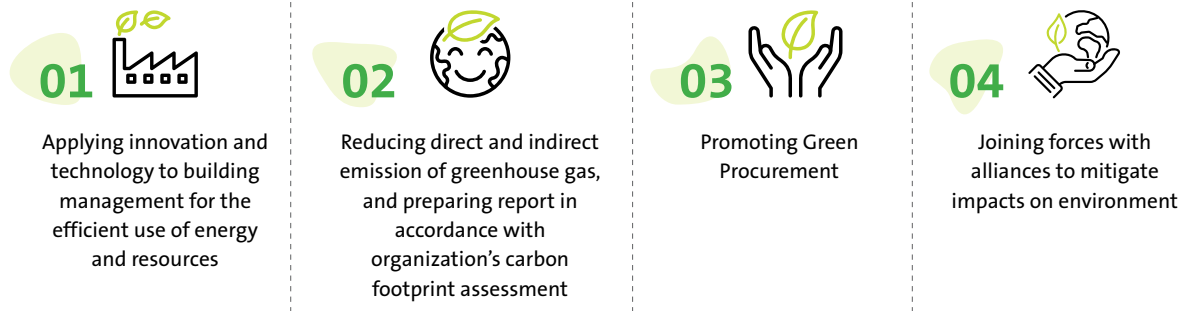 01
Applying innovation and
technology to building
management for the
efficient use of energy
and resources
02
Reducing direct and indirect
emission of greenhouse gas,
and preparing report in
accordance with
organization's carbon
footprint assessment
03
Promoting Green
Procurement
04
Joining forces with
alliances to mitigate
impacts on environment